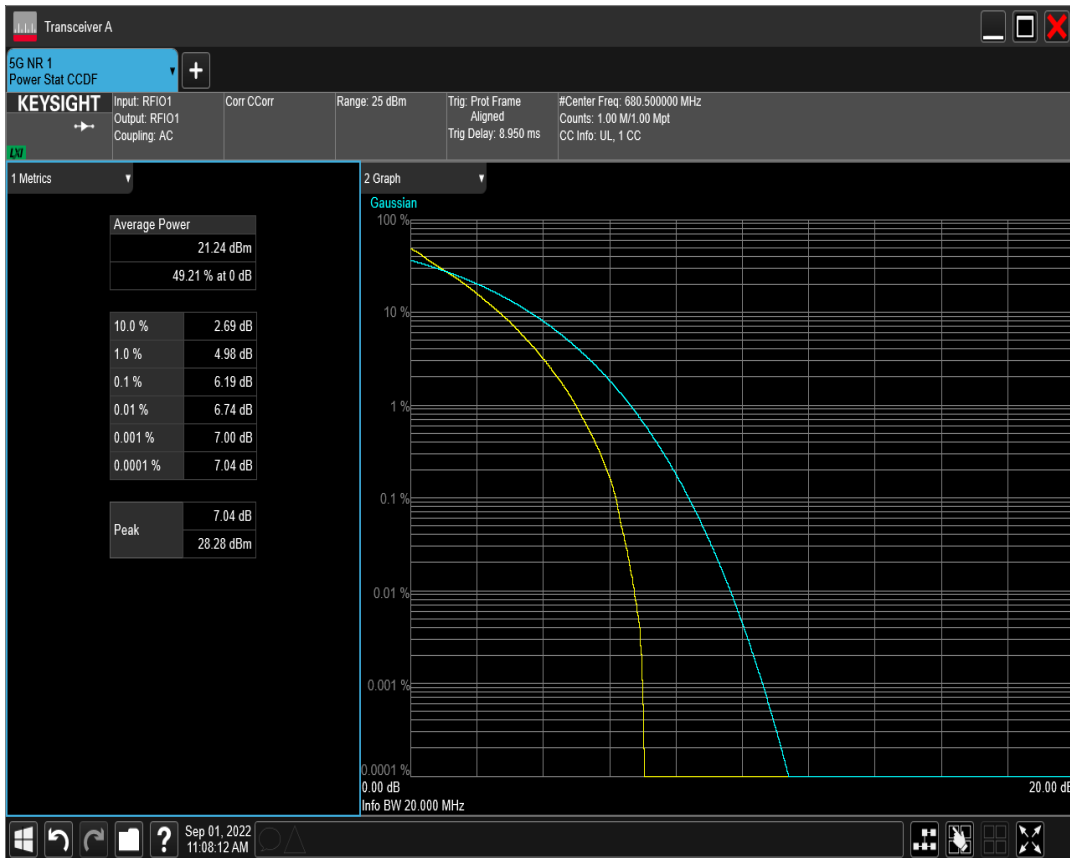 Transceiver A
5G NR 1
Power Stat CCDF
KEYSIGHT
LXI
Input: RFIO1
Output: RFIO1
Coupling: AC
Corr CCorr
Range: 25 dBm
Trig: Prot Frame
Aligned
Trig Delay: 8.950 ms
#Center Freq: 680.500000 MHz
Counts: 1.00 M/1.00 Mpt
CC Info: UL, 1 CC
1 Metrics
Average Power
21.24 dBm
49.21 % at 0 dB
10.0 % 2.69 dB
1.0 % 4.98 dB
0.1 % 6.19 dB
0.01 % 6.74 dB
0.001 % 7.00 dB
0.0001 % 7.04 dB
Peak 7.04 dB
28.28 dBm
2 Graph
Gaussian
100 %
10 %
1 %
0.1 %
0.01 %
0.001 %
0.0001 %
0.00 dB 20.00 dB
Info BW 20.000 MHz
Sep 01, 2022
11:08:12 AM